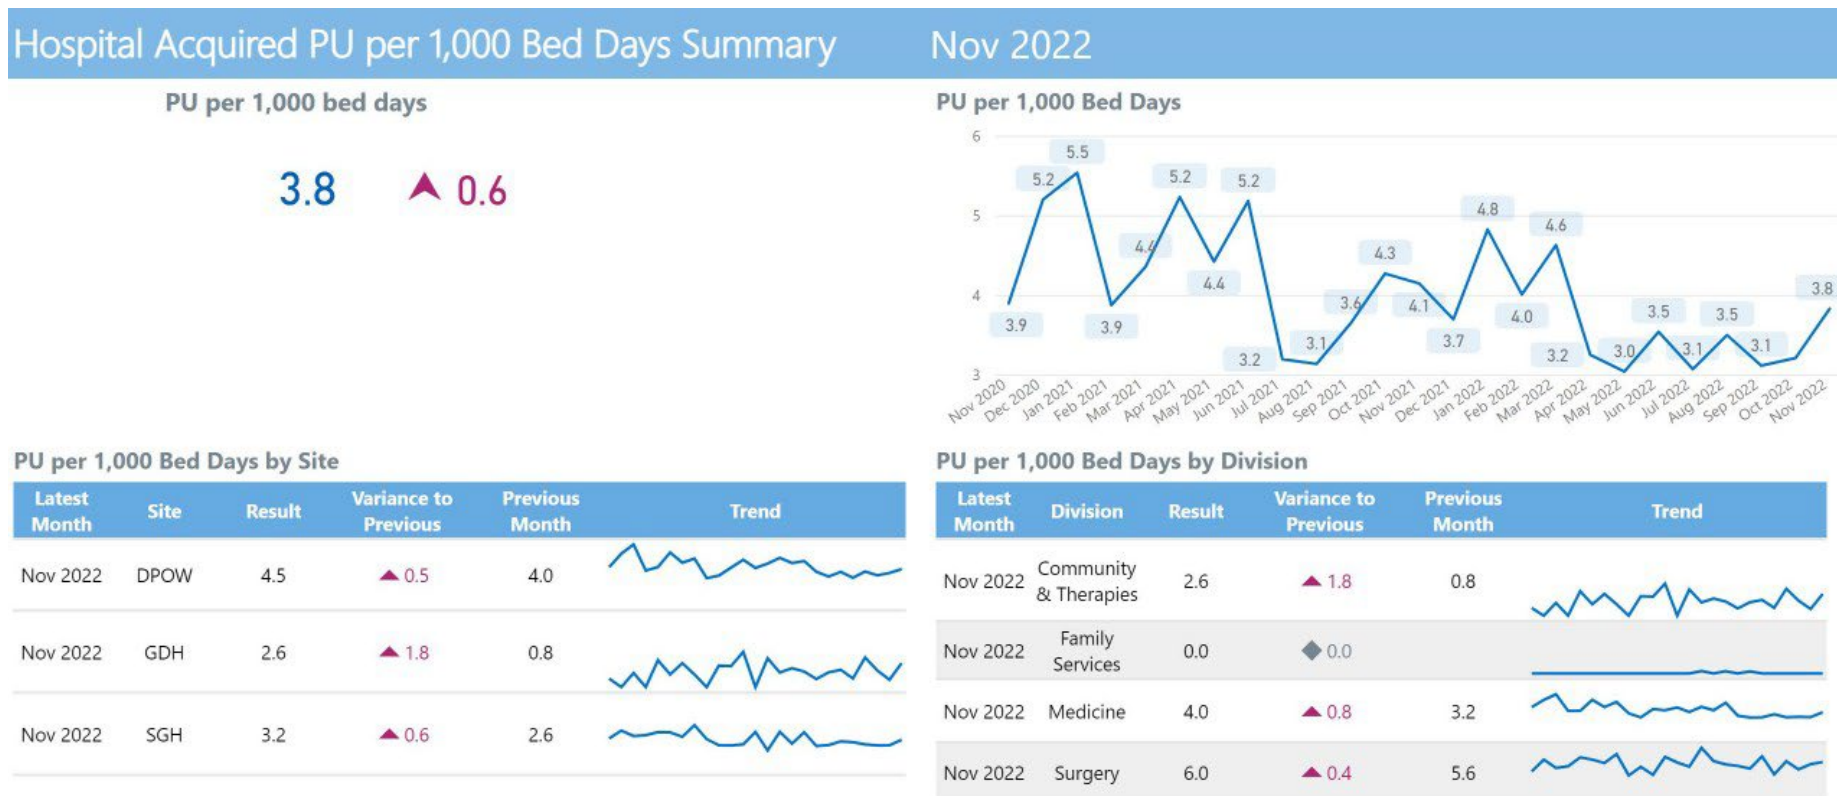 Hospital Acquired PU per 1,000 Bed Days Summary
Nov 2022
PU per 1,000 bed days
3.8 0.6
PU per 1,000 Bed Days
6
5
4
3
3.9
5.2
5.5
3.9
4.4
5.2
4.4
5.2
3.2
3.1
3.6
4.3
4.1
3.7
4.8
4.0
4.6
3.2
3.0
3.5
3.1
3.5
3.1
3.8
Nov 2020
Dec 2020
Jan 2021
Feb 2021
Mar 2021
Apr 2021
May 2021
Jun 2021
Jul 2021
Aug 2021
Sep 2021
Oct 2021
Nov 2021
Dec 2021
Jan 2022
Feb 2022
Mar 2022
Apr 2022
May 2022
Jun 2022
Jul 2022
Aug 2022
Sep 2022
Oct 2022
Nov 2022
PU per 1,000 Bed Days by Site
Latest Month Site Result Variance to Previous Previous Month Trend
Nov 2022 DPOW 4.5 ▲ 0.5 4.0
Nov 2022 GDH 2.6 ▲ 1.8 0.8
Nov 2022 SGH 3.2 ▲ 0.6 2.6
PU per 1,000 Bed Days by Division
Latest Month Division Result Variance to Previous Previous Month Trend
Nov 2022 Community & Therapies 2.6 ▲ 1.8 0.8
Nov 2022 Family Services 0.0 ◆ 0.0
Nov 2022 Medicine 4.0 ▲ 0.8 3.2
Nov 2022 Surgery 6.0 ▲ 0.4 5.6